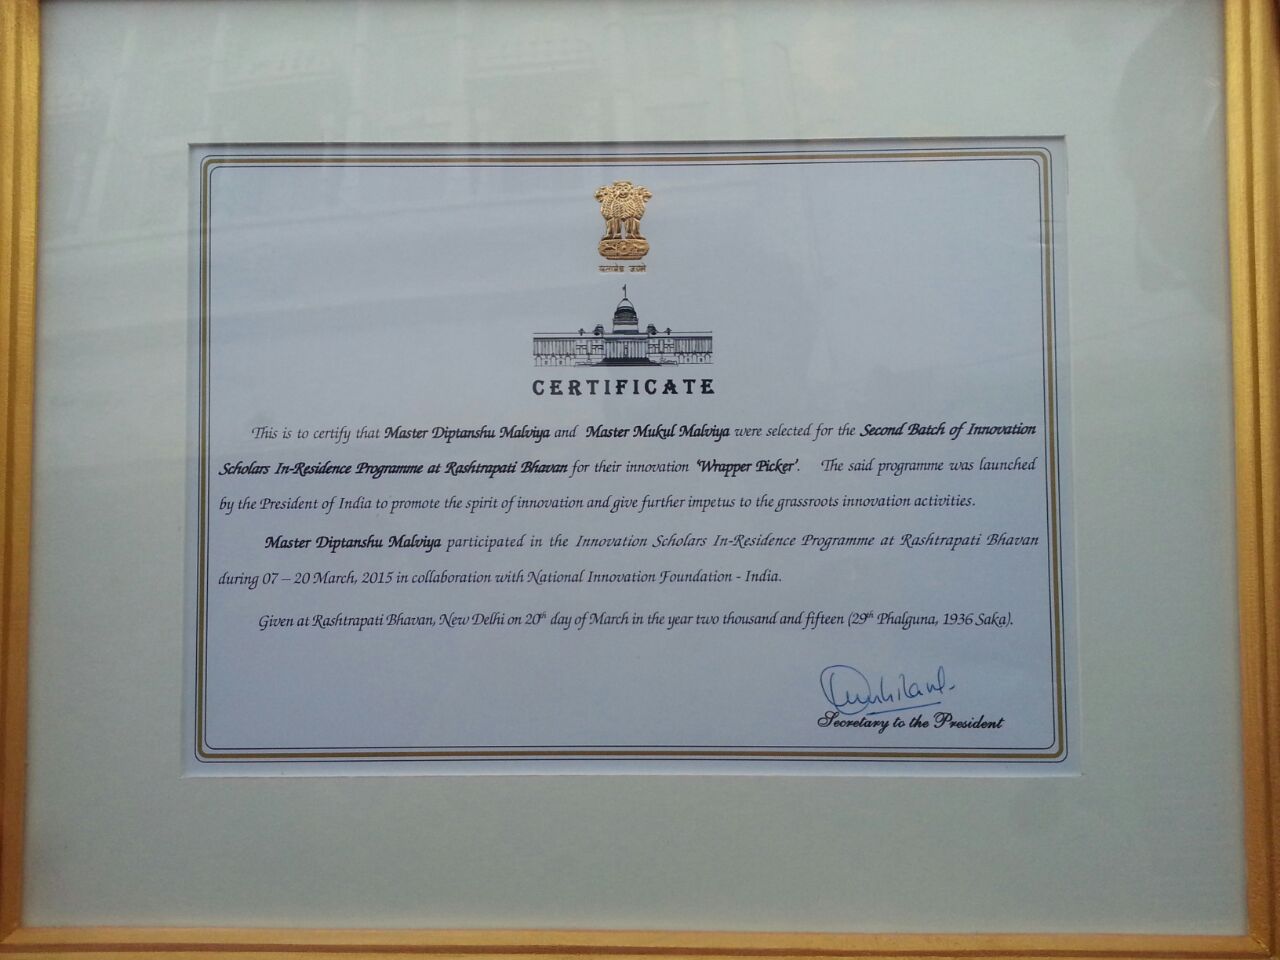 सत्यमेव जयते
CERTIFICATE
This is to certify that Master Diptanshu Malviya and Master Mukul Malviya were selected for the Second Batch of Innovation
Scholars In-Residence Programme at Rashtrapati Bhavan for their innovation ‘Wrapper Picker’. The said programme was launched
by the President of India to promote the spirit of innovation and give further impetus to the grassroots innovation activities.
Master Diptanshu Malviya participated in the Innovation Scholars In-Residence Programme at Rashtrapati Bhavan
during 07 – 20 March, 2015 in collaboration with National Innovation Foundation - India.
Given at Rashtrapati Bhavan, New Delhi on 20th day of March in the year two thousand and fifteen (29th Phalguna, 1936 Saka).
Secretary to the President